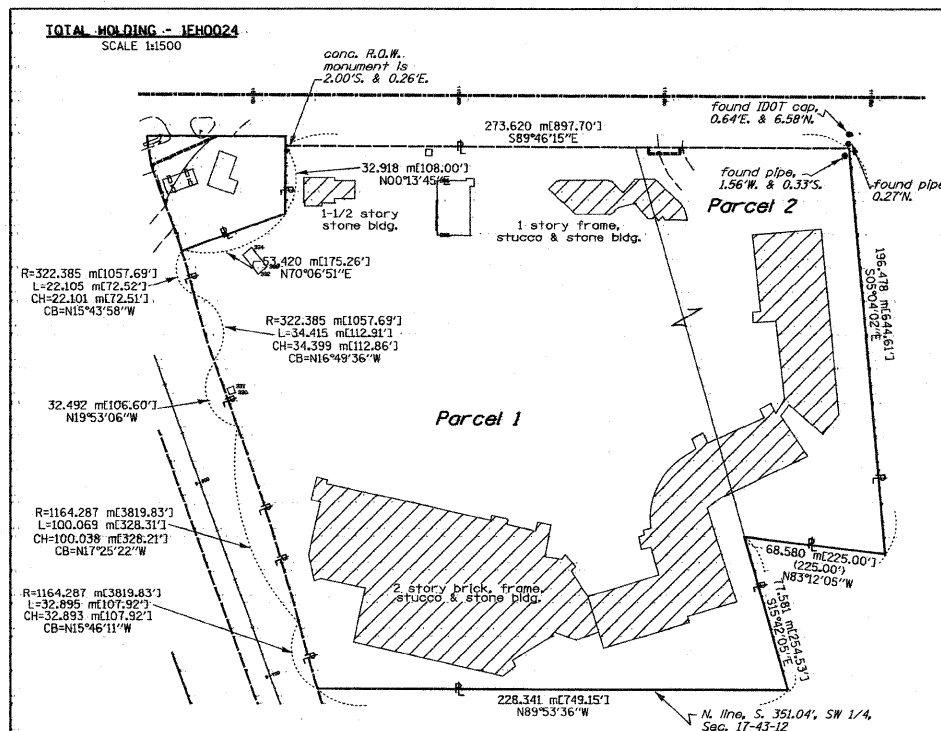 TOTAL HOLDING - 1EH0024
SCALE 1:1500
conc. R.O.W.
monument is
2.00'S. & 0.26'E.
found IDOT cap,
0.64'E. & 6.58'N.
273.620 m[897.70']
S89°46'15"E
found pipe,
1.56'W. & 0.33'S.
found pipe
0.27'N.
32.918 m[108.00']
N00°13'45"E
1-1/2 story
stone bldg.
1 story frame,
stucco & stone bldg.
Parcel 2
53.420 m[175.26']
N70°06'51"E
R=322.385 m[1057.69']
L=22.105 m[72.52']
CH=22.101 m[72.51']
CB=N15°43'58"W
196.478 m[644.61']
S05°04'02"E
R=322.385 m[1057.69']
L=34.415 m[112.91']
CH=34.399 m[112.86']
CB=N16°49'36"W
32.492 m[106.60']
N19°53'06"W
Parcel 1
R=1164.287 m[3819.83']
L=100.069 m[328.31']
CH=100.038 m[328.21']
CB=N17°25'22"W
68.580 m[225.00']
(225.00')
N83°12'05"W
R=1164.287 m[3819.83']
L=32.895 m[107.92']
CH=32.893 m[107.92']
CB=N15°46'11"W
2 story brick, frame,
stucco & stone bldg.
77.581 m[254.53']
S15°42'05"E
228.341 m[749.15']
N89°53'36"W
N. line, S. 351.04', SW 1/4,
Sec. 17-43-12